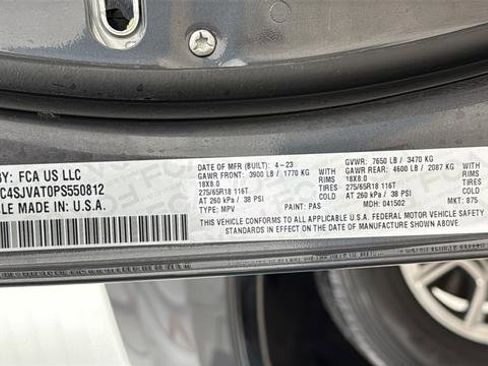 BY: FCA US LLC
C4SJVAT0PS550812
LE MADE IN: U.S.A.
DATE OF MFR (BUILT): 4-23 GVWR: 7650 LB / 3470 KG
GAWR FRONT: 3900 LB / 1770 KG GAWR REAR: 4600 LB / 2087 KG
18X8.0 18X8.0
275/65R18 116T TIRES 275/65R18 116T TIRES
AT 260 kPa / 38 PSI COLD AT 260 kPa / 38 PSI COLD
TYPE: MPV PAINT: PAS MDH: 041502 MKT: 875
THIS VEHICLE CONFORMS TO ALL APPLICABLE U.S.A. FEDERAL MOTOR VEHICLE SAFETY
STANDARDS IN EFFECT ON THE DATE OF MANUFACTURE SHOWN ABOVE.